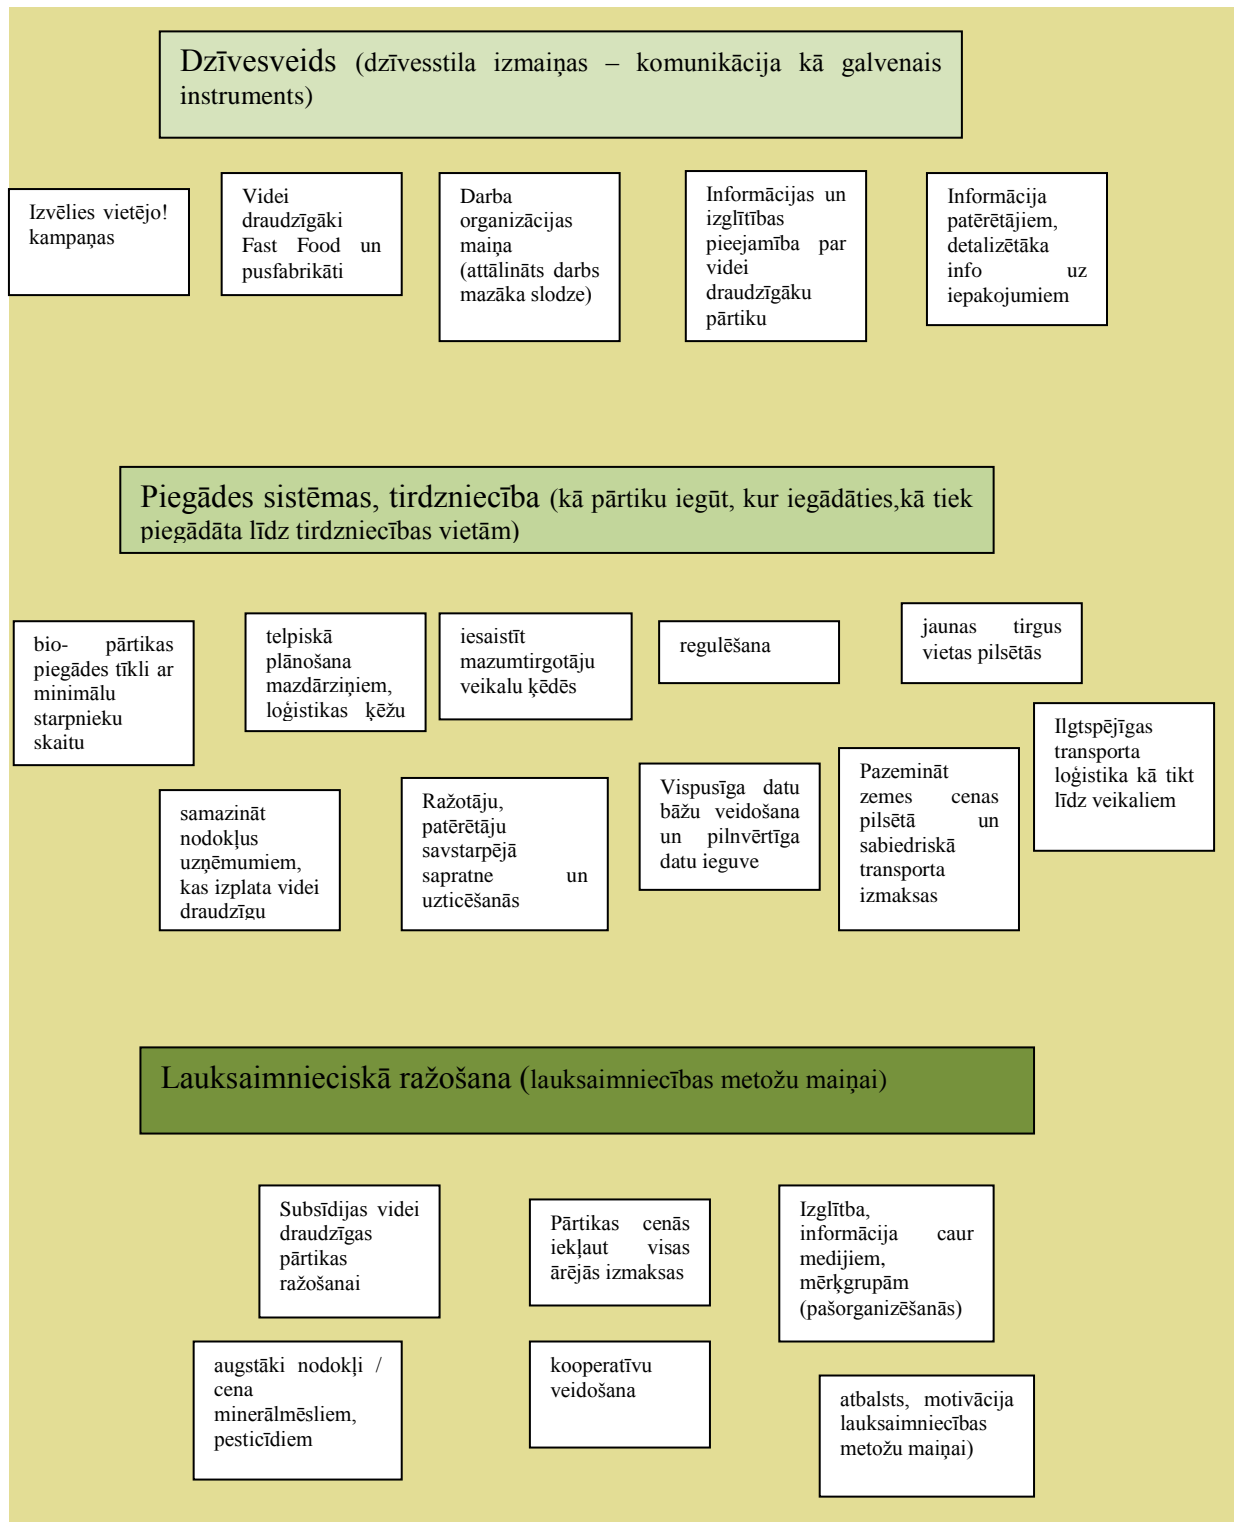 Dzīvesveids (dzīvesstila izmaiņas – komunikācija kā galvenais
instruments)
Izvēlies vietējo!
kampaņas
Videi
draudzīgāki
Fast Food un
pusfabrikāti
Darba
organizācijas
maiņa
(attālināts darbs
mazāka slodze)
Informācijas un
izglītības
pieejamība par
videi
draudzīgāku
pārtiku
Informācija
patērētājiem,
detalizētāka
info uz
iepakojumiem
Piegādes sistēmas, tirdzniecība (kā pārtiku iegūt, kur iegādāties,kā tiek
piegādāta līdz tirdzniecības vietām)
bio- pārtikas
piegādes tīkli ar
minimālu
starpnieku
skaitu
telpiskā
plānošana
mazdārziņiem,
loģistikas ķēžu
iesaistīt
mazumtirgotāju
veikalu ķēdēs
regulēšana
jaunas tirgus
vietas pilsētās
Ilgtspējīgas
transporta
loģistika kā tikt
līdz veikaliem
samazināt
nodokļus
uzņēmumiem,
kas izplata videi
draudzīgu
Ražotāju,
patērētāju
savstarpējā
sapratne un
uzticēšanās
Vispusīga datu
bāžu veidošana
un pilnvērtīga
datu ieguve
Pazemināt
zemes cenas
pilsētā un
sabiedriskā
transporta
izmaksas
Lauksaimnieciskā ražošana (lauksaimniecības metožu maiņai)
Subsīdijas videi
draudzīgas
pārtikas
ražošanai
Pārtikas cenās
iekļaut visas
ārējās izmaksas
Izglītba,
informācija caur
medijiem,
mērķgrupām
(pašorganizēšanās)
augstāki nodokļi /
cena
minerālmēsliem,
pesticīdiem
kooperatīvu
veidošana
atbalsts, motivācija
lauksaimniecības
metožu maiņai)